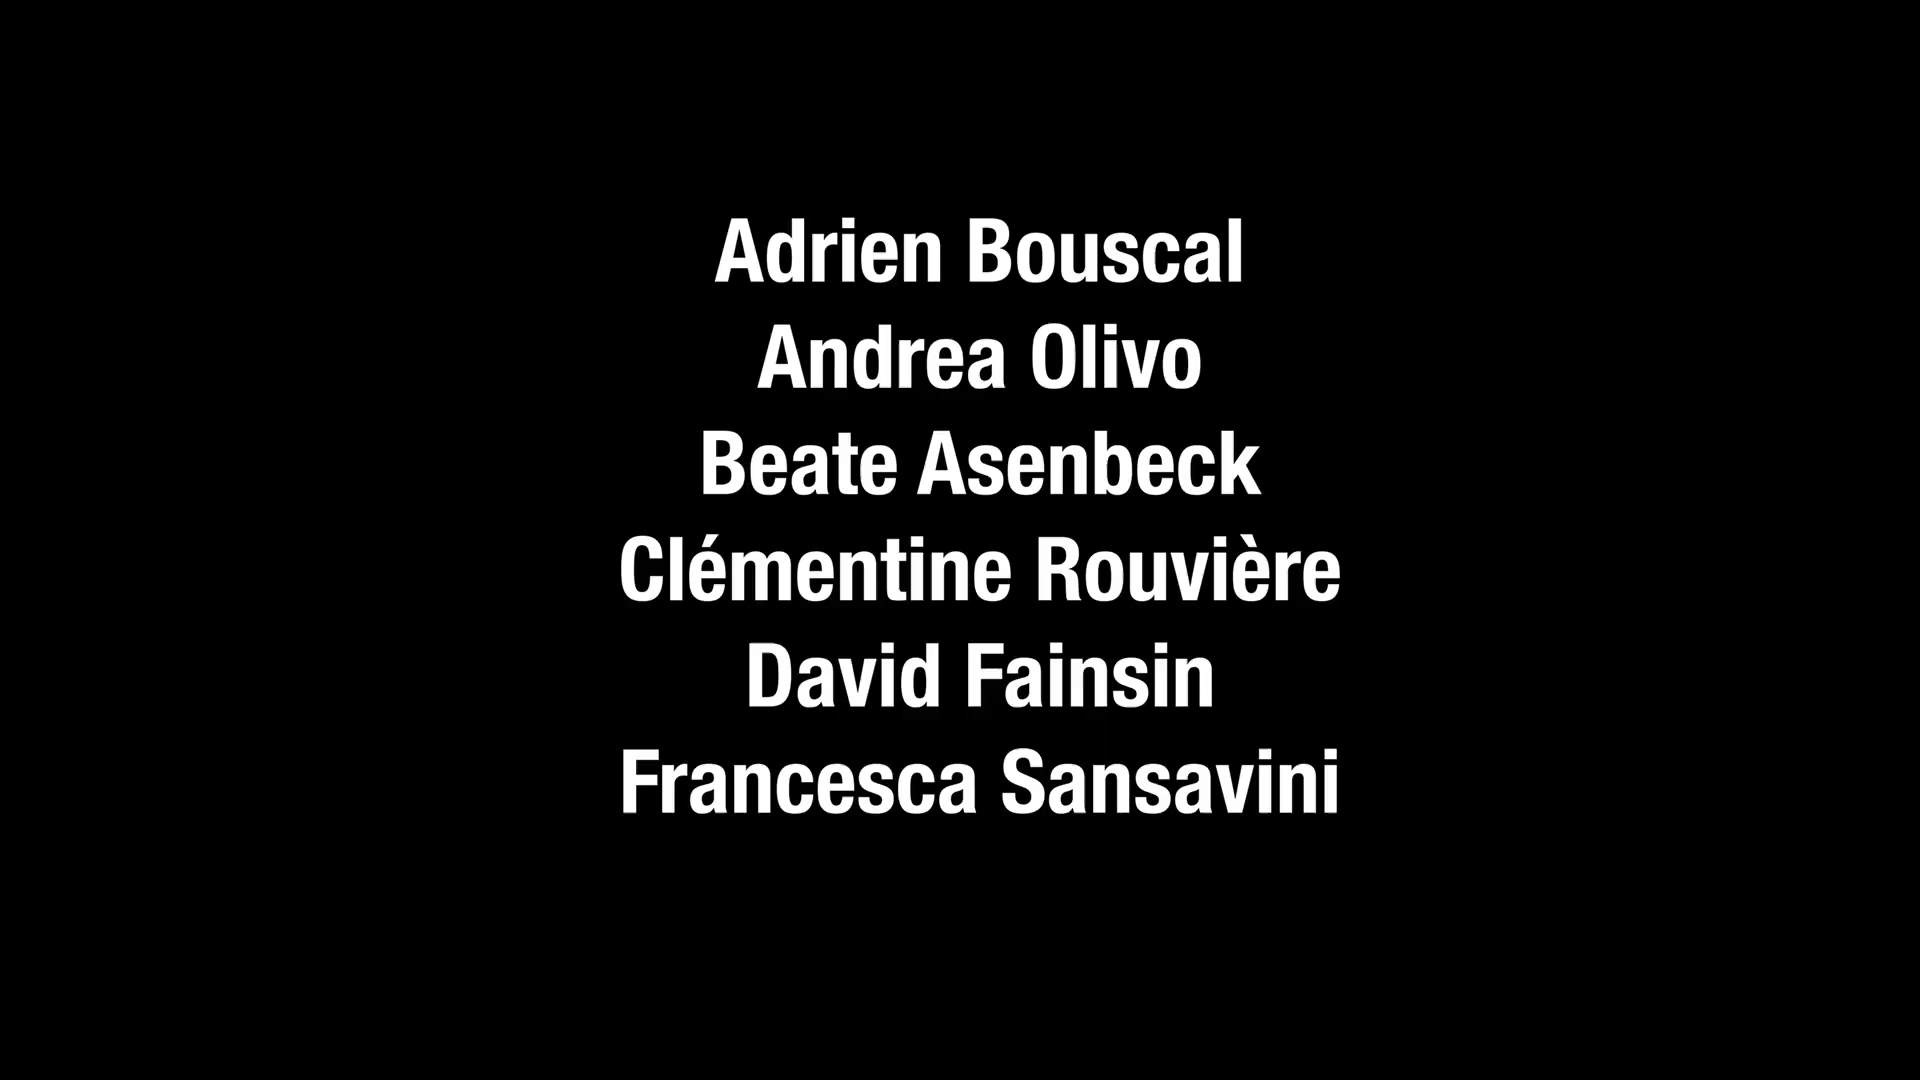 Adrien Bouscal
Andrea Olivo
Beate Asenbeck
Clémentine Rouvière
David Fainsin
Francesca Sansavini